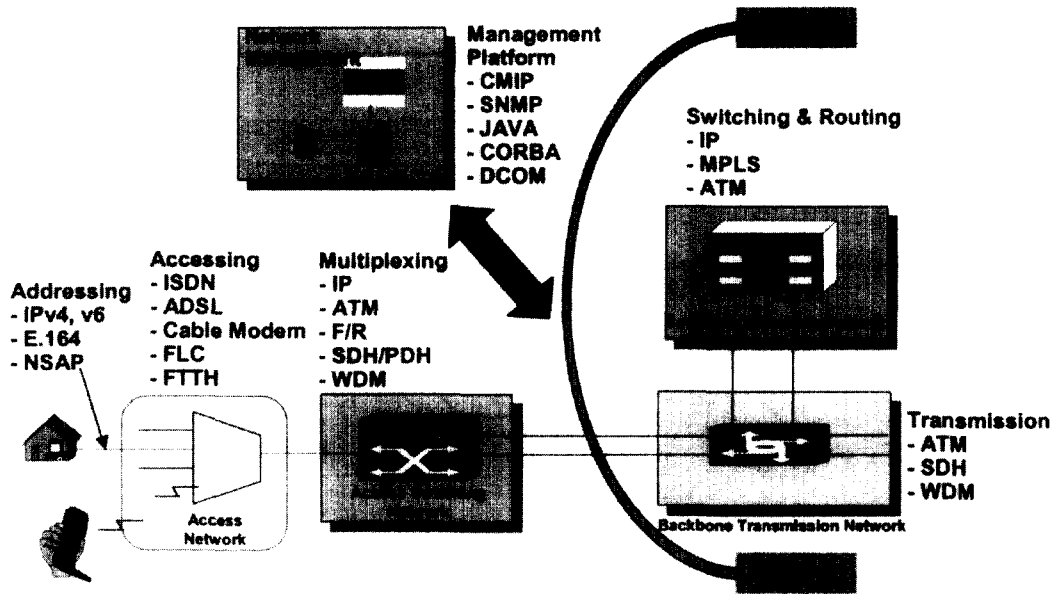 Management
Platform
- CMIP
- SNMP
- JAVA
- CORBA
- DCOM
Switching & Routing
- IP
- MPLS
- ATM
Addressing
- IPv4, v6
- E.164
- NSAP
Accessing
- ISDN
- ADSL
- Cable Modem
- FLC
- FTTH
Multiplexing
- IP
- ATM
- F/R
- SDH/PDH
- WDM
Access
Network
Transmission
- ATM
- SDH
- WDM
Backbone Transmission Network